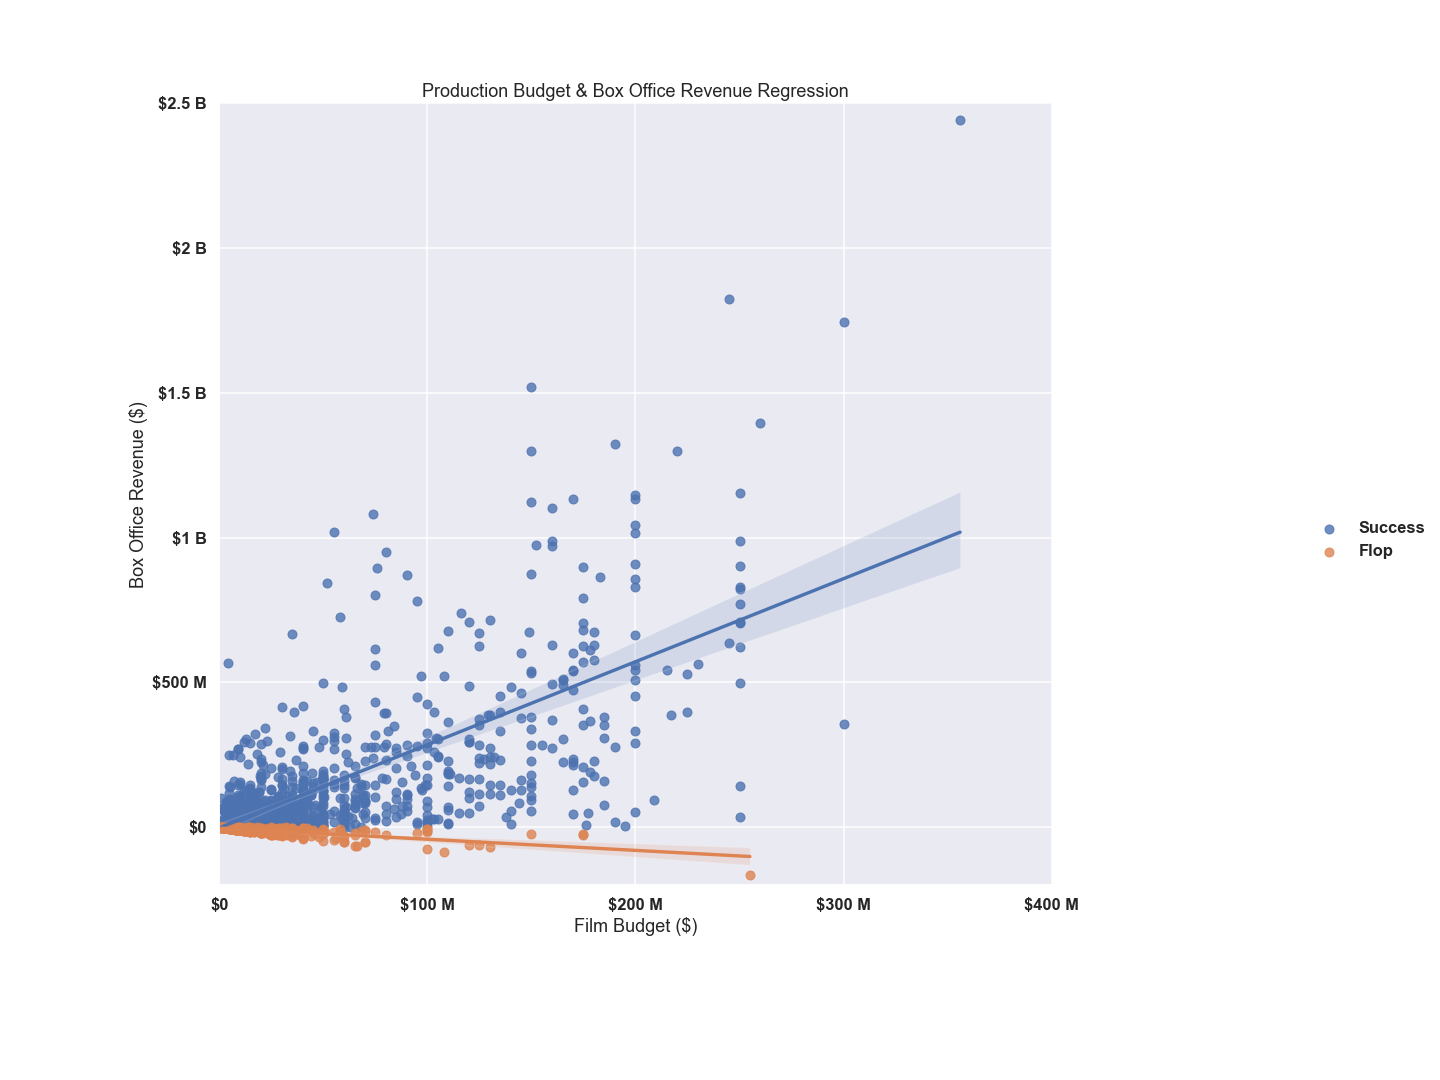 Production Budget & Box Office Revenue Regression
$2.5 B
$2 B
$1.5 B
$1 B
$500 M
$0
Box Office Revenue ($)
$0 $100 M $200 M $300 M $400 M
Film Budget ($)
Success
Flop